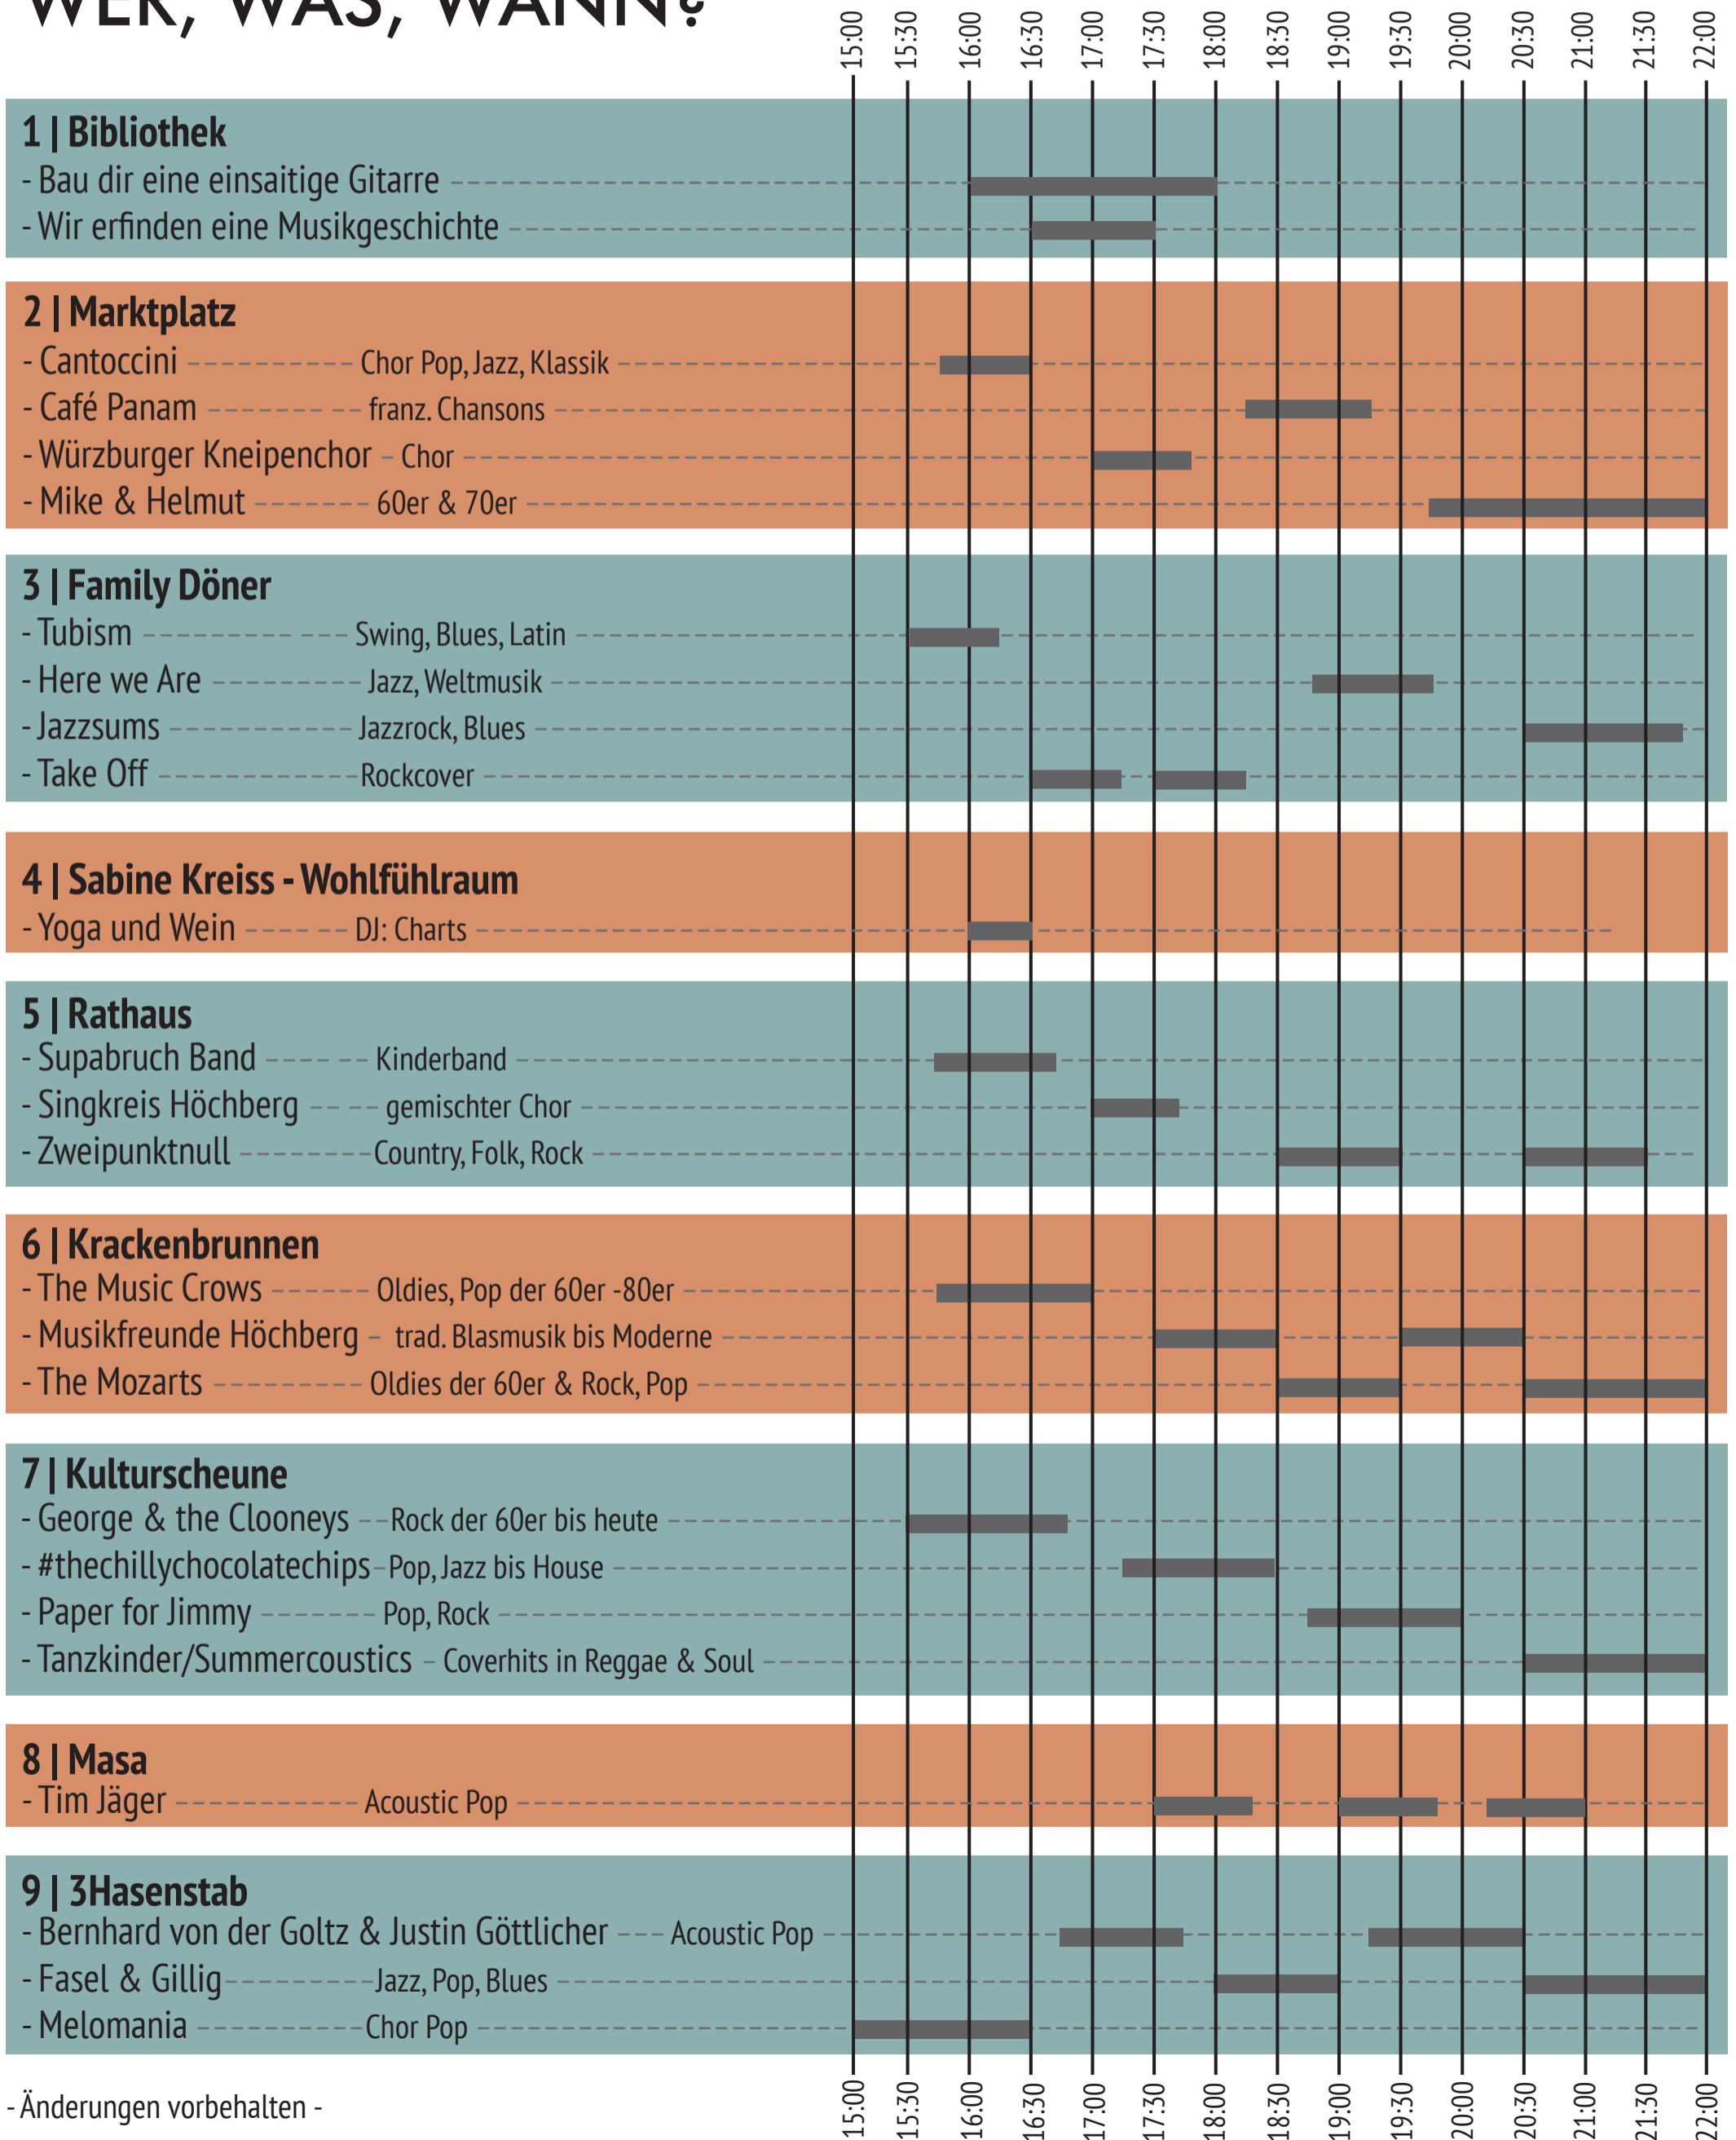 WER, WAS, WANN?
15:00 15:30 16:00 16:30 17:00 17:30 18:00 18:30 19:00 19:30 20:00 20:30 21:00 21:30 22:00
1 | Bibliothek
- Bau dir eine einsaitige Gitarre
- Wir erfinden eine Musikgeschichte
2 | Marktplatz
- Cantoccini Chor Pop, Jazz, Klassik
- Café Panam franz. Chansons
- Würzburger Kneipenchor - Chor
- Mike & Helmut 60er & 70er
3 | Family Döner
- Tubism Swing, Blues, Latin
- Here we Are Jazz, Weltmusik
- Jazzsums Jazzrock, Blues
- Take Off Rockcover
4 | Sabine Kreiss - Wohlfühlraum
- Yoga und Wein DJ: Charts
5 | Rathaus
- Supabruch Band Kinderband
- Singkreis Höchberg gemischter Chor
- Zweipunktnull Country, Folk, Rock
6 | Krackenbrunnen
- The Music Crows Oldies, Pop der 60er -80er
- Musikfreunde Höchberg - trad. Blasmusik bis Moderne
- The Mozarts Oldies der 60er & Rock, Pop
7 | Kulturscheune
- George & the Clooneys Rock der 60er bis heute
- #thechillychocolatechips - Pop, Jazz bis House
- Paper for Jimmy Pop, Rock
- Tanzkinder/Summercoustics - Coverhits in Reggae & Soul
8 | Masa
- Tim Jäger Acoustic Pop
9 | 3Hasenstab
- Bernhard von der Goltz & Justin Göttlicher Acoustic Pop
- Fasel & Gillig Jazz, Pop, Blues
- Melomania Chor Pop
15:00 15:30 16:00 16:30 17:00 17:30 18:00 18:30 19:00 19:30 20:00 20:30 21:00 21:30 22:00
- Änderungen vorbehalten -